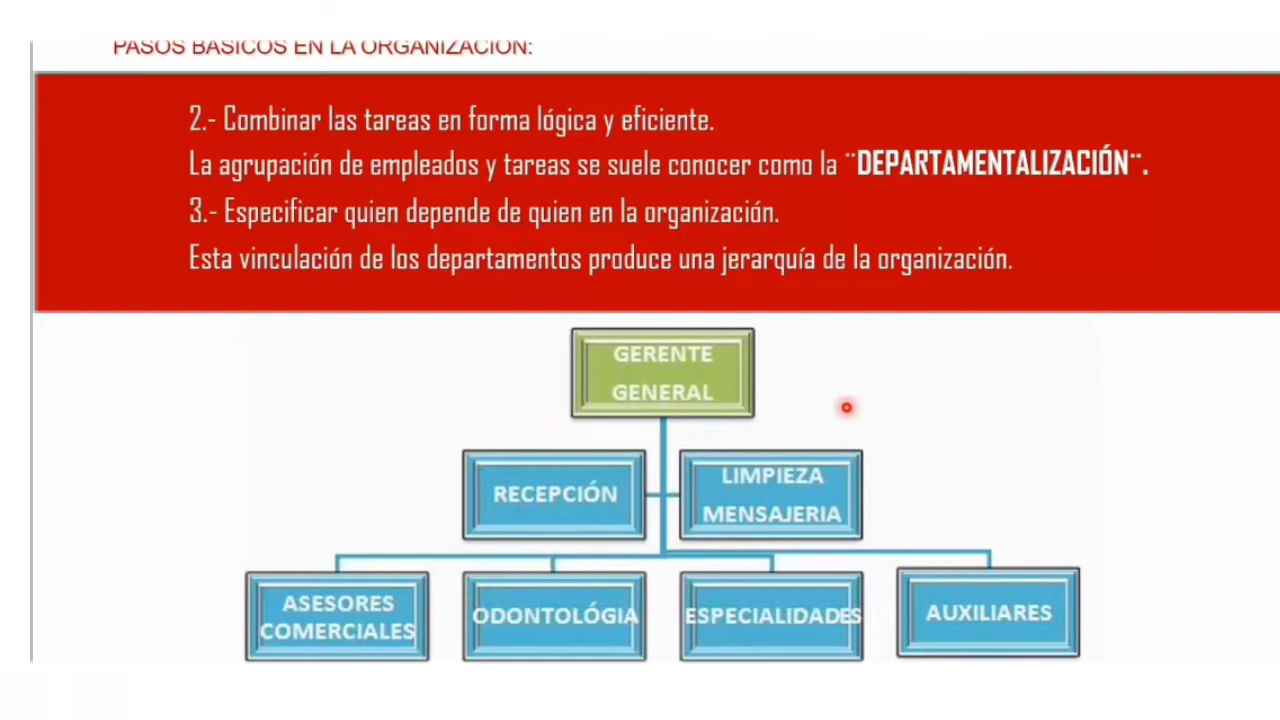 PASOS BÁSICOS EN LA ORGANIZACIÓN:
2.- Combinar las tareas en forma lógica y eficiente.
La agrupación de empleados y tareas se suele conocer como la ¨DEPARTAMENTALIZACIÓN¨.
3.- Especificar quien depende de quien en la organización.
Esta vinculación de los departamentos produce una jerarquía de la organización.
GERENTE
GENERAL
RECEPCIÓN
LIMPIEZA
MENSAJERIA
ASESORES
COMERCIALES
ODONTOLÓGIA
ESPECIALIDADES
AUXILIARES